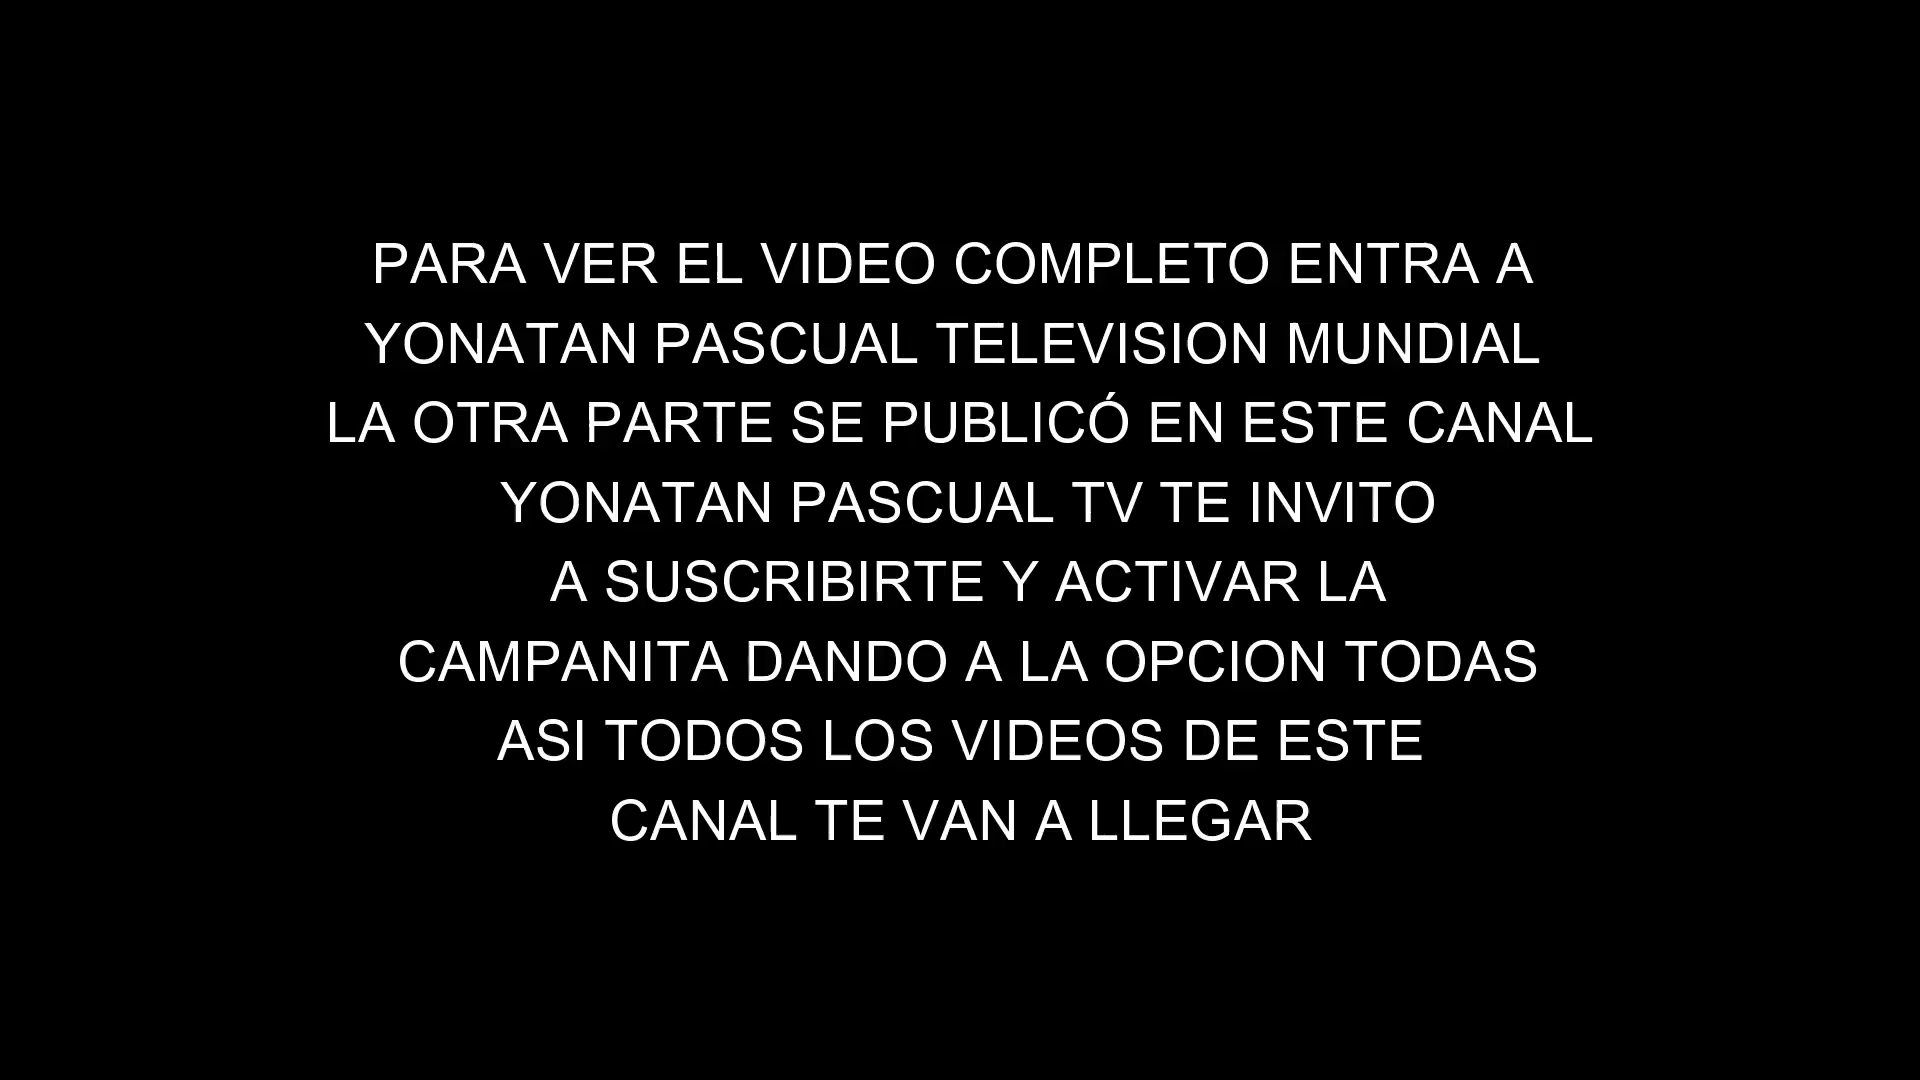 PARA VER EL VIDEO COMPLETO ENTRA A
YONATAN PASCUAL TELEVISION MUNDIAL
LA OTRA PARTE SE PUBLICÓ EN ESTE CANAL
YONATAN PASCUAL TV TE INVITO
A SUSCRIBIRTE Y ACTIVAR LA
CAMPANITA DANDO A LA OPCION TODAS
ASI TODOS LOS VIDEOS DE ESTE
CANAL TE VAN A LLEGAR